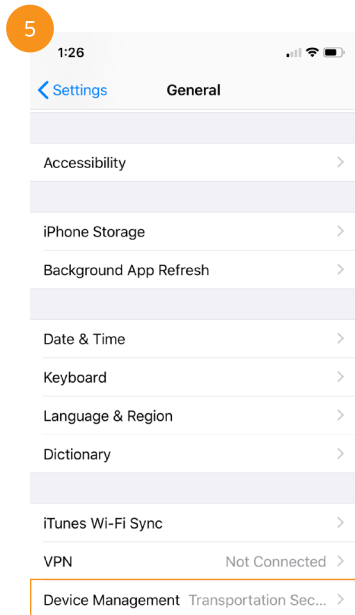 5
1:26
Settings General
Accessibility
iPhone Storage
Background App Refresh
Date & Time
Keyboard
Language & Region
Dictionary
iTunes Wi-Fi Sync
VPN Not Connected
Device Management Transportation Sec...